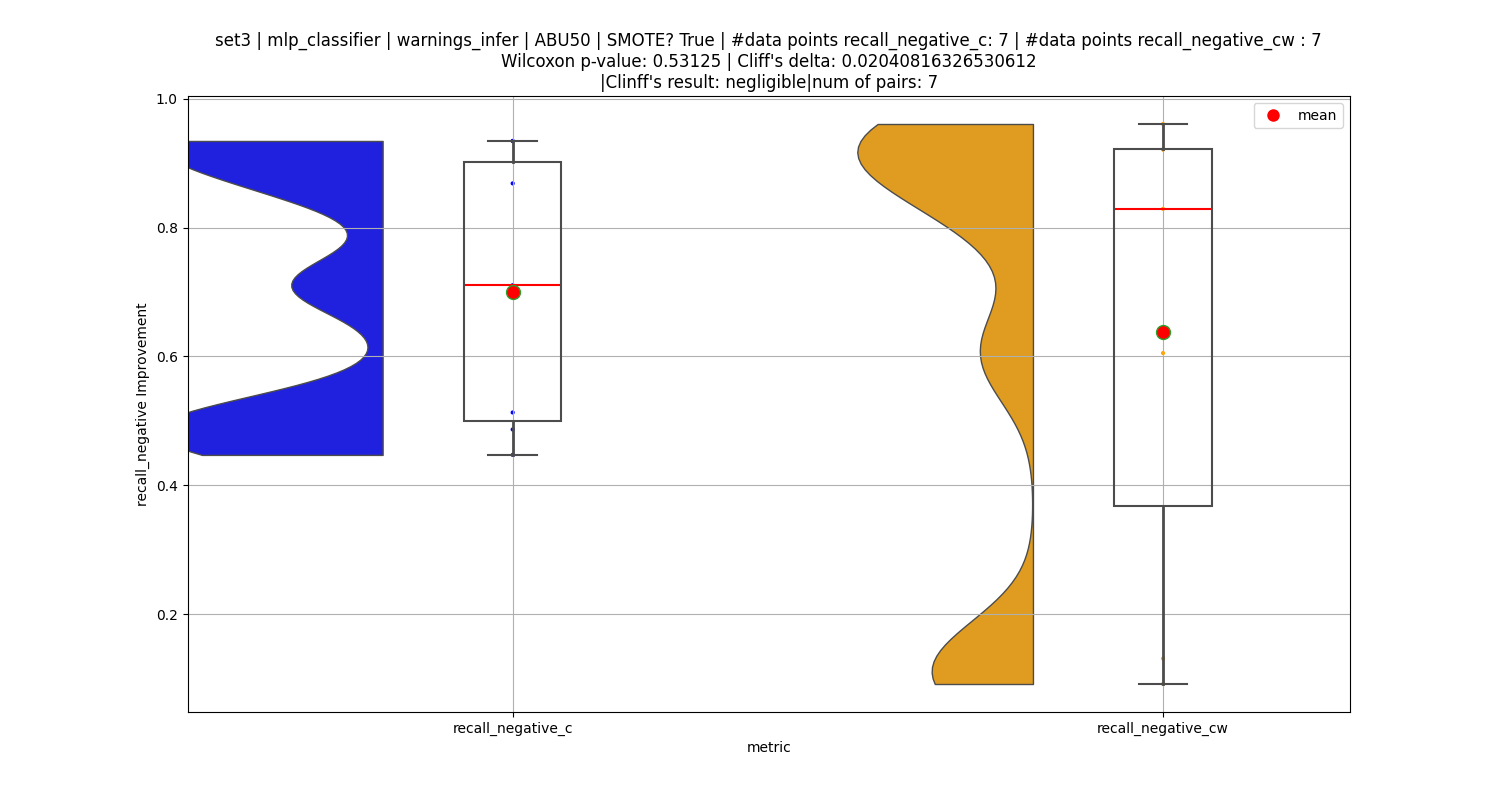 set3 | mlp_classifier | warnings_infer | ABU50 | SMOTE? True | #data points recall_negative_c: 7 | #data points recall_negative_cw : 7
Wilcoxon p-value: 0.53125 | Cliff's delta: 0.02040816326530612
|Clinff's result: negligible|num of pairs: 7
1.0
mean
0.8
0.6
0.4
0.2
recall_negative Improvement
recall_negative_c
recall_negative_cw
metric